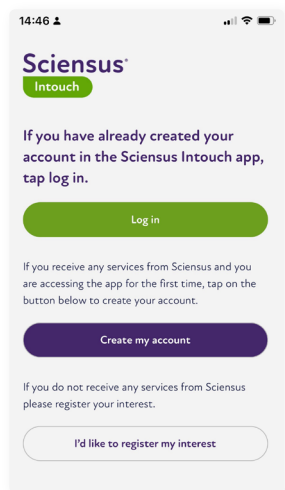 14:46
Sciensus
Intouch
If you have already created your
account in the Sciensus Intouch app,
tap log in.
Log in
If you receive any services from Sciensus and you
are accessing the app for the first time, tap on the
button below to create your account.
Create my account
If you do not receive any services from Sciensus
please register your interest.
I'd like to register my interest